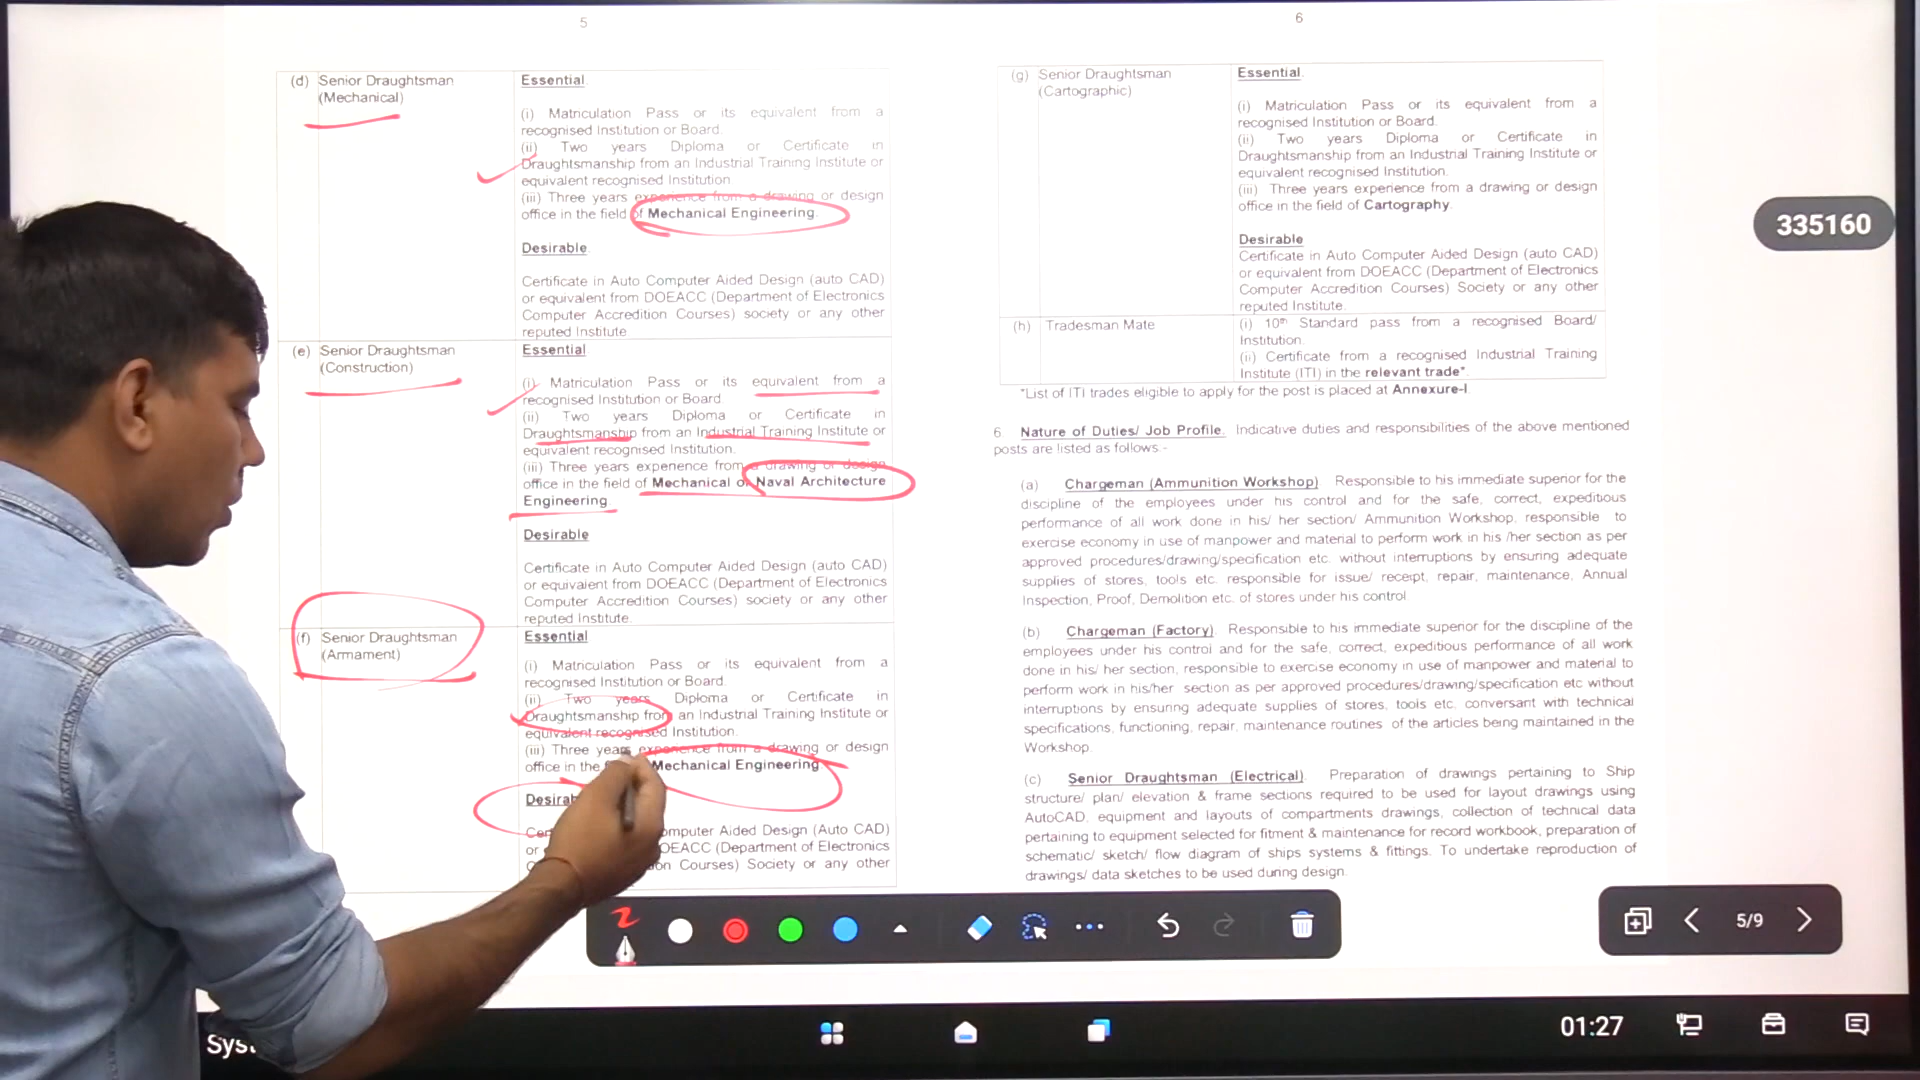 5
(d) Senior Draughtsman
(Mechanical)
Essential.
(i) Matriculation Pass or its equivalent from a
recognised Institution or Board.
(ii) Two years Diploma or Certificate in
Draughtsmanship from an Industrial Training Institute or
equivalent recognised Institution
(iii) Three years experience from a drawing or design
office in the field of Mechanical Engineering.
Desirable.
Certificate in Auto Computer Aided Design (auto CAD)
or equivalent from DOEACC (Department of Electronics
Computer Accreditation Courses) society or any other
reputed Institute
(e) Senior Draughtsman
(Construction)
Essential
(i) Matriculation Pass or its equivalent from a
recognised Institution or Board
(ii) Two years Diploma or Certificate in
Draughtsmanship from an Industrial Training Institute or
equivalent recognised Institution.
(iii) Three years experience from a drawing or design
office in the field of Mechanical or Naval Architecture
Engineering
Desirable
Certificate in Auto Computer Aided Design (auto CAD)
or equivalent from DOEACC (Department of Electronics
Computer Accreditation Courses) society or any other
reputed Institute.
(f) Senior Draughtsman
(Armament)
Essential
(i) Matriculation Pass or its equivalent from a
recognised Institution or Board.
(ii) Two years Diploma or Certificate in
Draughtsmanship from an Industrial Training Institute or
equivalent recognised Institution.
(iii) Three years experience from a drawing or design
office in the Mechanical Engineering
omputer Aided Design (Auto CAD)
or OEACC (Department of Electronics
ion Courses) Society or any other
6
(g) Senior Draughtsman
(Cartographic)
Essential.
(i) Matriculation Pass or its equivalent from a
recognised Institution or Board.
(ii) Two years Diploma or Certificate in
Draughtsmanship from an Industrial Training Institute or
equivalent recognised Institution.
(iii) Three years experience from a drawing or design
office in the field of Cartography.
Desirable
Certificate in Auto Computer Aided Design (auto CAD)
or equivalent from DOEACC (Department of Electronics
Computer Accredition Courses) Society or any other
reputed Institute.
(h) Tradesman Mate
(i) 10th Standard pass from a recognised Board/
Institution.
(ii) Certificate from a recognised Industrial Training
Institute (ITI) in the relevant trade*.
*List of ITI trades eligible to apply for the post is placed at Annexure-I.
6 Nature of Duties/ Job Profile. Indicative duties and responsibilities of the above mentioned
posts are listed as follows:-
(a) Chargeman (Ammunition Workshop) Responsible to his immediate superior for the
discipline of the employees under his control and for the safe, correct, expeditious
performance of all work done in his/ her section/ Ammunition Workshop, responsible to
exercise economy in use of manpower and material to perform work in his /her section as per
approved procedures/drawing/specification etc. without interruptions by ensuring adequate
supplies of stores, tools etc. responsible for issue/ receipt, repair, maintenance, Annual
Inspection, Proof, Demolition etc. of stores under his control
(b) Chargeman (Factory). Responsible to his immediate superior for the discipline of the
employees under his control and for the safe, correct, expeditious performance of all work
done in his/ her section, responsible to exercise economy in use of manpower and material to
perform work in his/her section as per approved procedures/drawing/specification etc without
interruptions by ensuring adequate supplies of stores, tools etc. conversant with technical
specifications, functioning, repair, maintenance routines of the articles being maintained in the
Workshop.
(c) Senior Draughtsman (Electrical). Preparation of drawings pertaining to Ship
structure/ plan/ elevation & frame sections required to be used for layout drawings using
AutoCAD, equipment and layouts of compartments drawings, collection of technical data
pertaining to equipment selected for fitment & maintenance for record workbook, preparation of
schematic/ sketch/ flow diagram of ships systems & fittings. To undertake reproduction of
drawings/ data sketches to be used during design.
335160
5/9
01:27